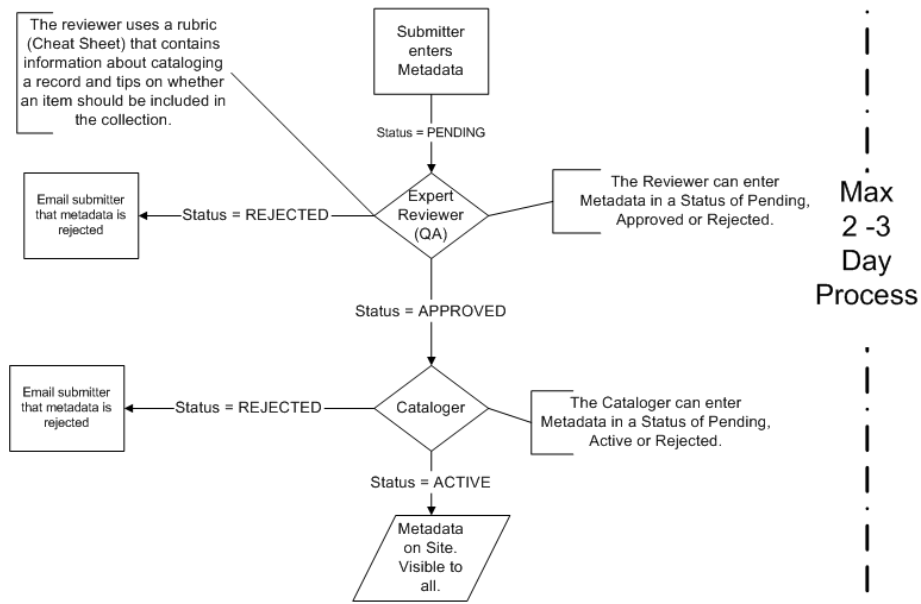 The reviewer uses a rubric
(Cheat Sheet) that contains
information about cataloging
a record and tips on whether
an item should be included in
the collection.
Submitter
enters
Metadata
Status = PENDING
Email submitter
that metadata is
rejected
Status = REJECTED
Expert
Reviewer
(QA)
The Reviewer can enter
Metadata in a Status of Pending,
Approved or Rejected.
Max
2 -3
Day
Process
Status = APPROVED
Email submitter
that metadata is
rejected
Status = REJECTED
Cataloger
The Cataloger can enter
Metadata in a Status of Pending,
Active or Rejected.
Status = ACTIVE
Metadata
on Site.
Visible to
all.